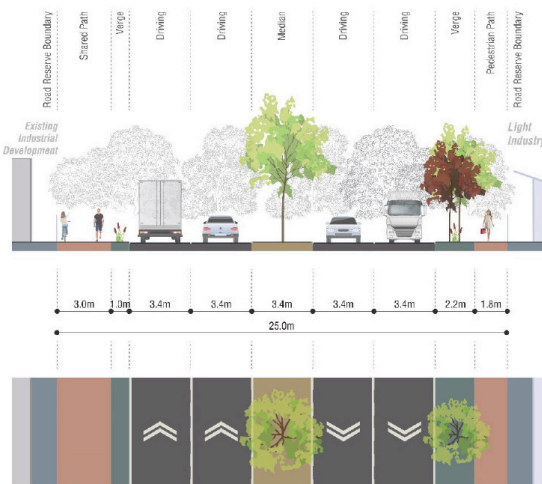 Road Reserve Boundary
Shared Path
Verge
Driving
Driving
Median
Driving
Driving
Verge
Pedestrian Path
Road Reserve Boundary
Existing
Industrial
Development
Light
Industry
3.0m 1.0m 3.4m 3.4m 3.4m 3.4m 3.4m 2.2m 1.8m
25.0m